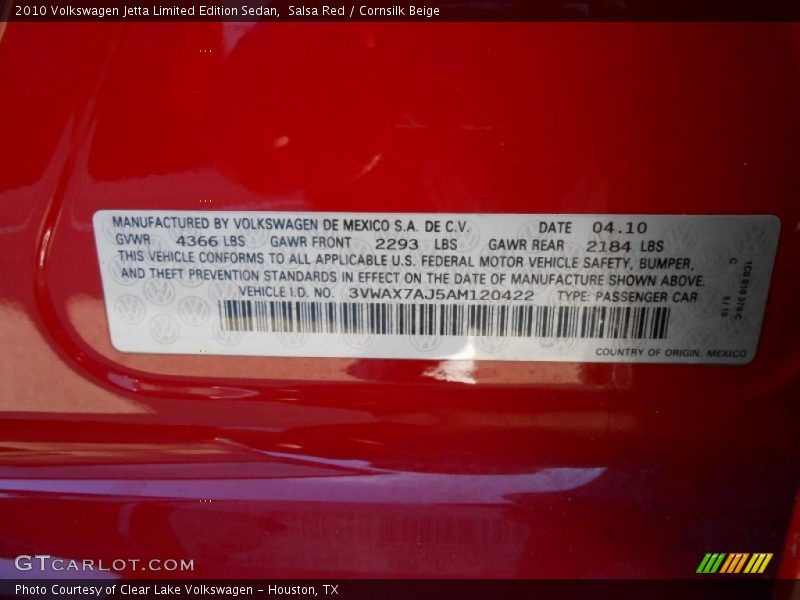 2010 Volkswagen Jetta Limited Edition Sedan,  Salsa Red / Cornsilk Beige
MANUFACTURED BY VOLKSWAGEN DE MEXICO S.A. DE C.V. DATE 04.10
GVWR 4366 LBS GAWR FRONT 2293 LBS GAWR REAR 2184 LBS
THIS VEHICLE CONFORMS TO ALL APPLICABLE U.S. FEDERAL MOTOR VEHICLE SAFETY, BUMPER,
AND THEFT PREVENTION STANDARDS IN EFFECT ON THE DATE OF MANUFACTURE SHOWN ABOVE.
VEHICLE I.D. NO. 3VWAX7AJ5AM120422 TYPE: PASSENGER CAR
COUNTRY OF ORIGIN: MEXICO
GTCARLOT.COM
Photo Courtesy of Clear Lake Volkswagen - Houston, TX